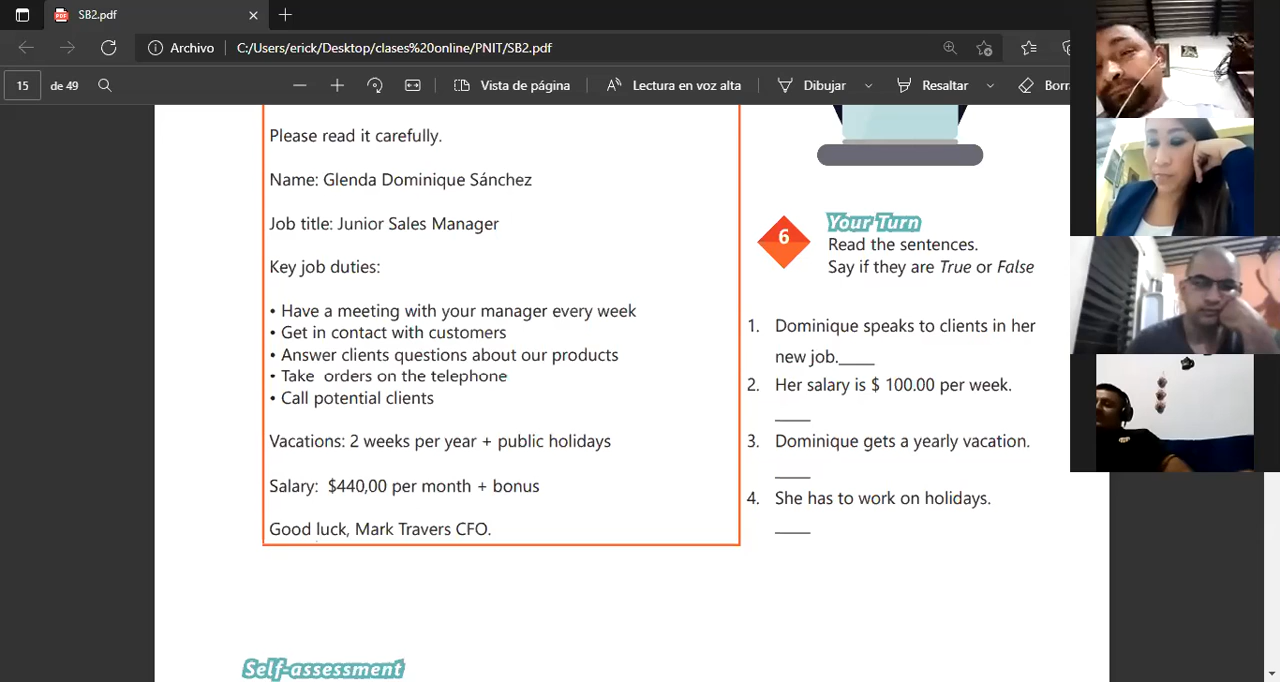 SB2.pdf
Archivo
C:/Users/erick/Desktop/clases%20online/PNIT/SB2.pdf
15 de 49
Vista de página
Lectura en voz alta
Dibujar
Resaltar
Borra
Please read it carefully.
Name: Glenda Dominique Sánchez
Job title: Junior Sales Manager
Key job duties:
• Have a meeting with your manager every week
• Get in contact with customers
• Answer clients questions about our products
• Take orders on the telephone
• Call potential clients
Vacations: 2 weeks per year + public holidays
Salary: $440,00 per month + bonus
Good luck, Mark Travers CFO.
6
Your Turn
Read the sentences.
Say if they are True or False
1. Dominique speaks to clients in her
new job.____
2. Her salary is $ 100.00 per week.
____
3. Dominique gets a yearly vacation.
____
4. She has to work on holidays.
____
Self-assessment